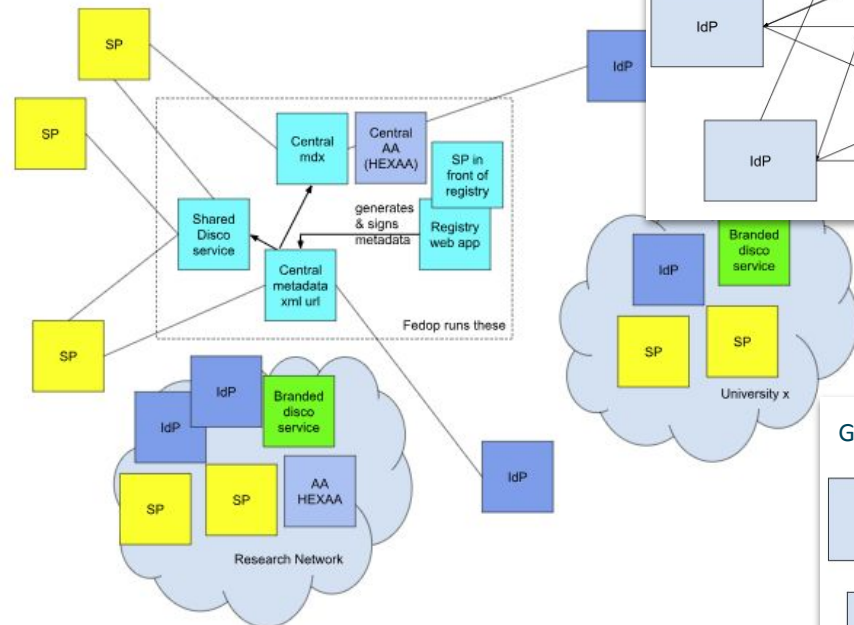 SP
SP
SP
IdP
Central
mdx
Central
AA
(HEXAA)
SP in
front of
registry
Shared
Disco
service
generates
& signs
metadata
Registry
web app
Central
metadata
xml url
Fedop runs these
IdP
IdP
IdP
Branded
disco
service
SP
SP
University x
IdP
IdP
Branded
disco
service
SP
SP
AA
HEXAA
Research Network
IdP
G